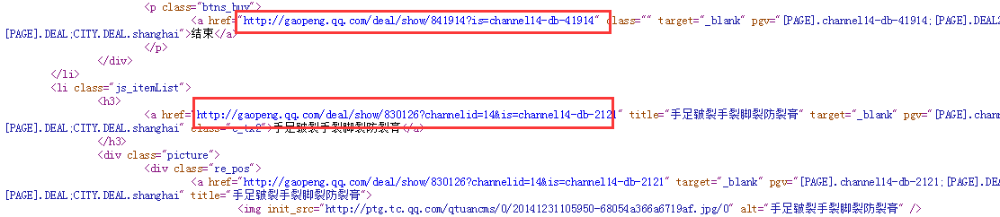 <p class="btns_buy">
<a href="http://gaopeng.qq.com/deal/show/841914?is=channel14-db-41914" class="" target="_blank" pgv="[PAGE].channel14-db-41914;[PAGE].DEAL2
[PAGE].DEAL;CITY.DEAL.shanghai">结束</a>
</p>
</div>
</li>
<li class="js_itemList">
<h3>
<a href="http://gaopeng.qq.com/deal/show/830126?channelid=14&is=channel14-db-2121" title="手足皲裂手裂脚裂防裂膏" target="_blank" pgv="[PAGE].chann
[PAGE].DEAL;CITY.DEAL.shanghai" class="c_tx2">手足皲裂手裂脚裂防裂膏</a>
</h3>
<div class="picture">
<div class="re_pos">
<a href="http://gaopeng.qq.com/deal/show/830126?channelid=14&is=channel14-db-2121" target="_blank" pgv="[PAGE].channel14-db-2121;[PAGE].DEA
[PAGE].DEAL;CITY.DEAL.shanghai" title="手足皲裂手裂脚裂防裂膏">
<img init_src="http://ptg.tc.qq.com/qtuancms/0/20141231105950-68054a366a6719af.jpg/0" alt="手足皲裂手裂脚裂防裂膏" />